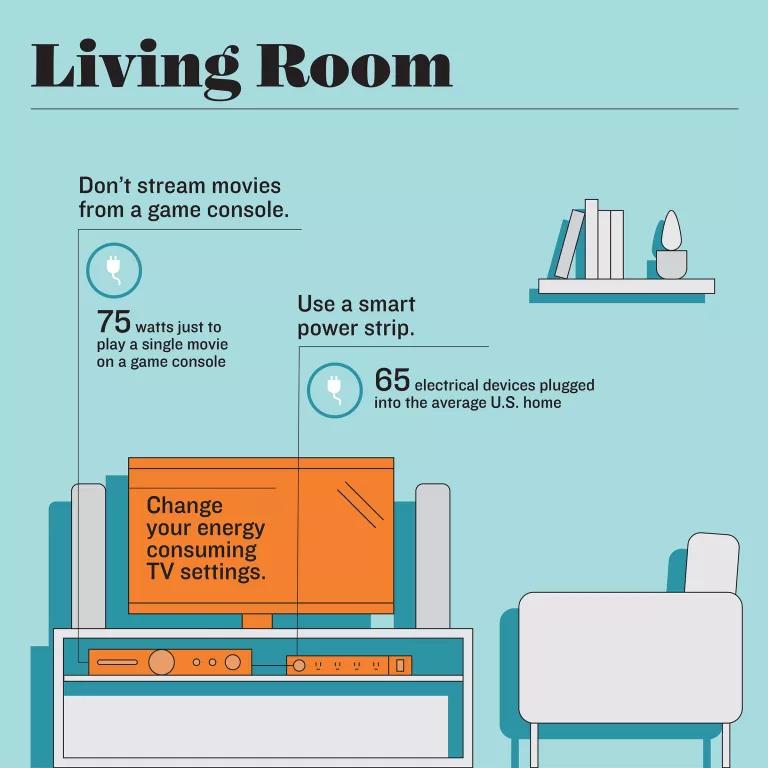 Living Room
Don't stream movies
from a game console.
75 watts just to
play a single movie
on a game console
Use a smart
power strip.
65 electrical devices plugged
into the average U.S. home
Change
your energy
consuming
TV settings.